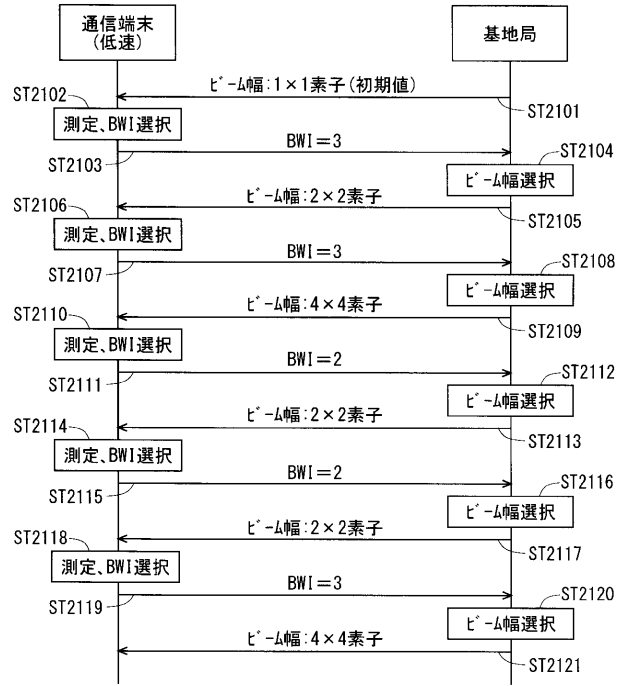 通信端末
(低速)
基地局
ビーム幅:1×1素子(初期値)
ST2101
ST2102
測定、BWI選択
BWI=3
ST2103
ST2104
ビーム幅選択
ビーム幅:2×2素子
ST2105
ST2106
測定、BWI選択
BWI=3
ST2107
ST2108
ビーム幅選択
ビーム幅:4×4素子
ST2109
ST2110
測定、BWI選択
BWI=2
ST2111
ST2112
ビーム幅選択
ビーム幅:2×2素子
ST2113
ST2114
測定、BWI選択
BWI=2
ST2115
ST2116
ビーム幅選択
ビーム幅:2×2素子
ST2117
ST2118
測定、BWI選択
BWI=3
ST2119
ST2120
ビーム幅選択
ビーム幅:4×4素子
ST2121